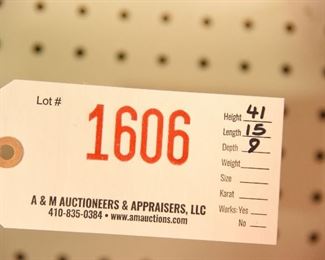 Lot #
1606
Height 41
Length 15
Depth 9
Weight
Size
Karat
Works: Yes
No
A & M AUCTIONEERS & APPRAISERS, LLC
410-835-0384 • www.amauctions.com